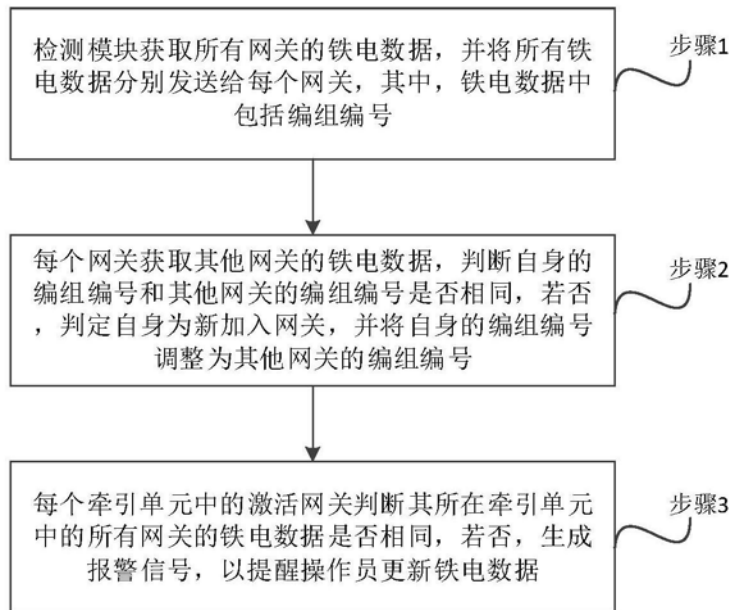 检测模块获取所有网关的铁电数据，并将所有铁
电数据分别发送给每个网关，其中，铁电数据中
包括编组编号
步骤1
每个网关获取其他网关的铁电数据，判断自身的
编组编号和其他网关的编组编号是否相同，若否
，判定自身为新加入网关，并将自身的编组编号
调整为其他网关的编组编号
步骤2
每个牵引单元中的激活网关判断其所在牵引单元
中的所有网关的铁电数据是否相同，若否，生成
报警信号，以提醒操作员更新铁电数据
步骤3